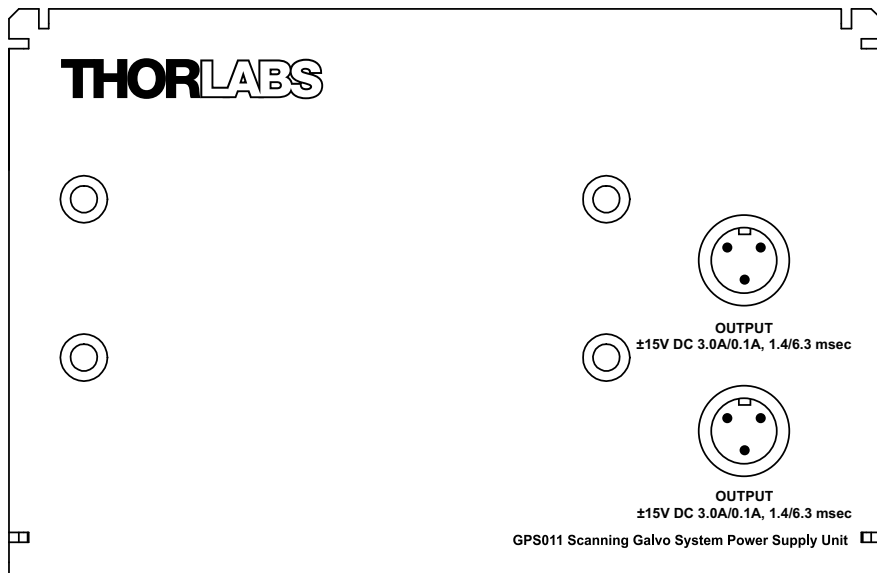 THORLABS
OUTPUT
±15V DC 3.0A/0.1A, 1.4/6.3 msec
OUTPUT
±15V DC 3.0A/0.1A, 1.4/6.3 msec
GPS011 Scanning Galvo System Power Supply Unit